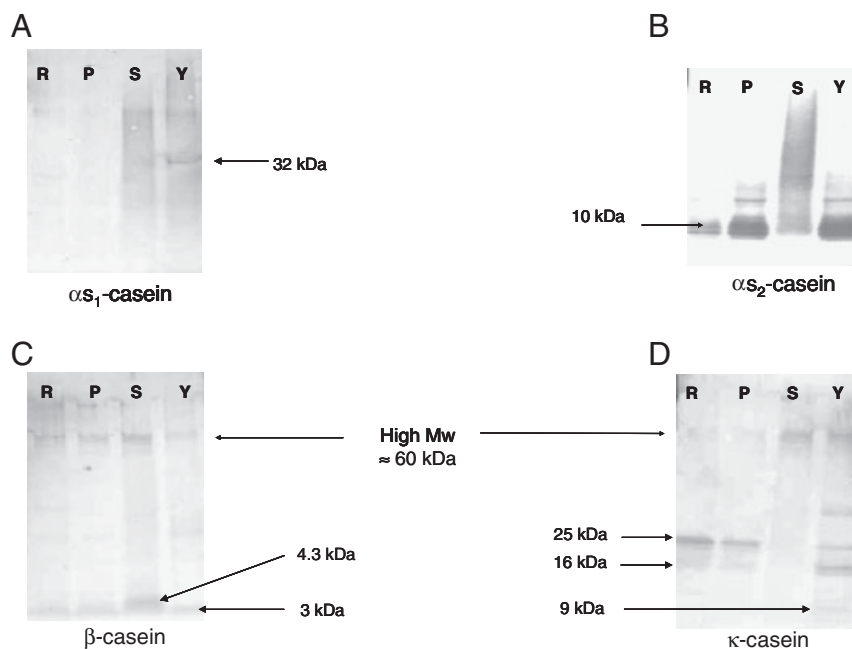 A
R P S Y
32 kDa
αs₁-casein
B
R P S Y
10 kDa
αs₂-casein
C
R P S Y
High Mw
≈ 60 kDa
4.3 kDa
3 kDa
β-casein
D
R P S Y
25 kDa
16 kDa
9 kDa
κ-casein